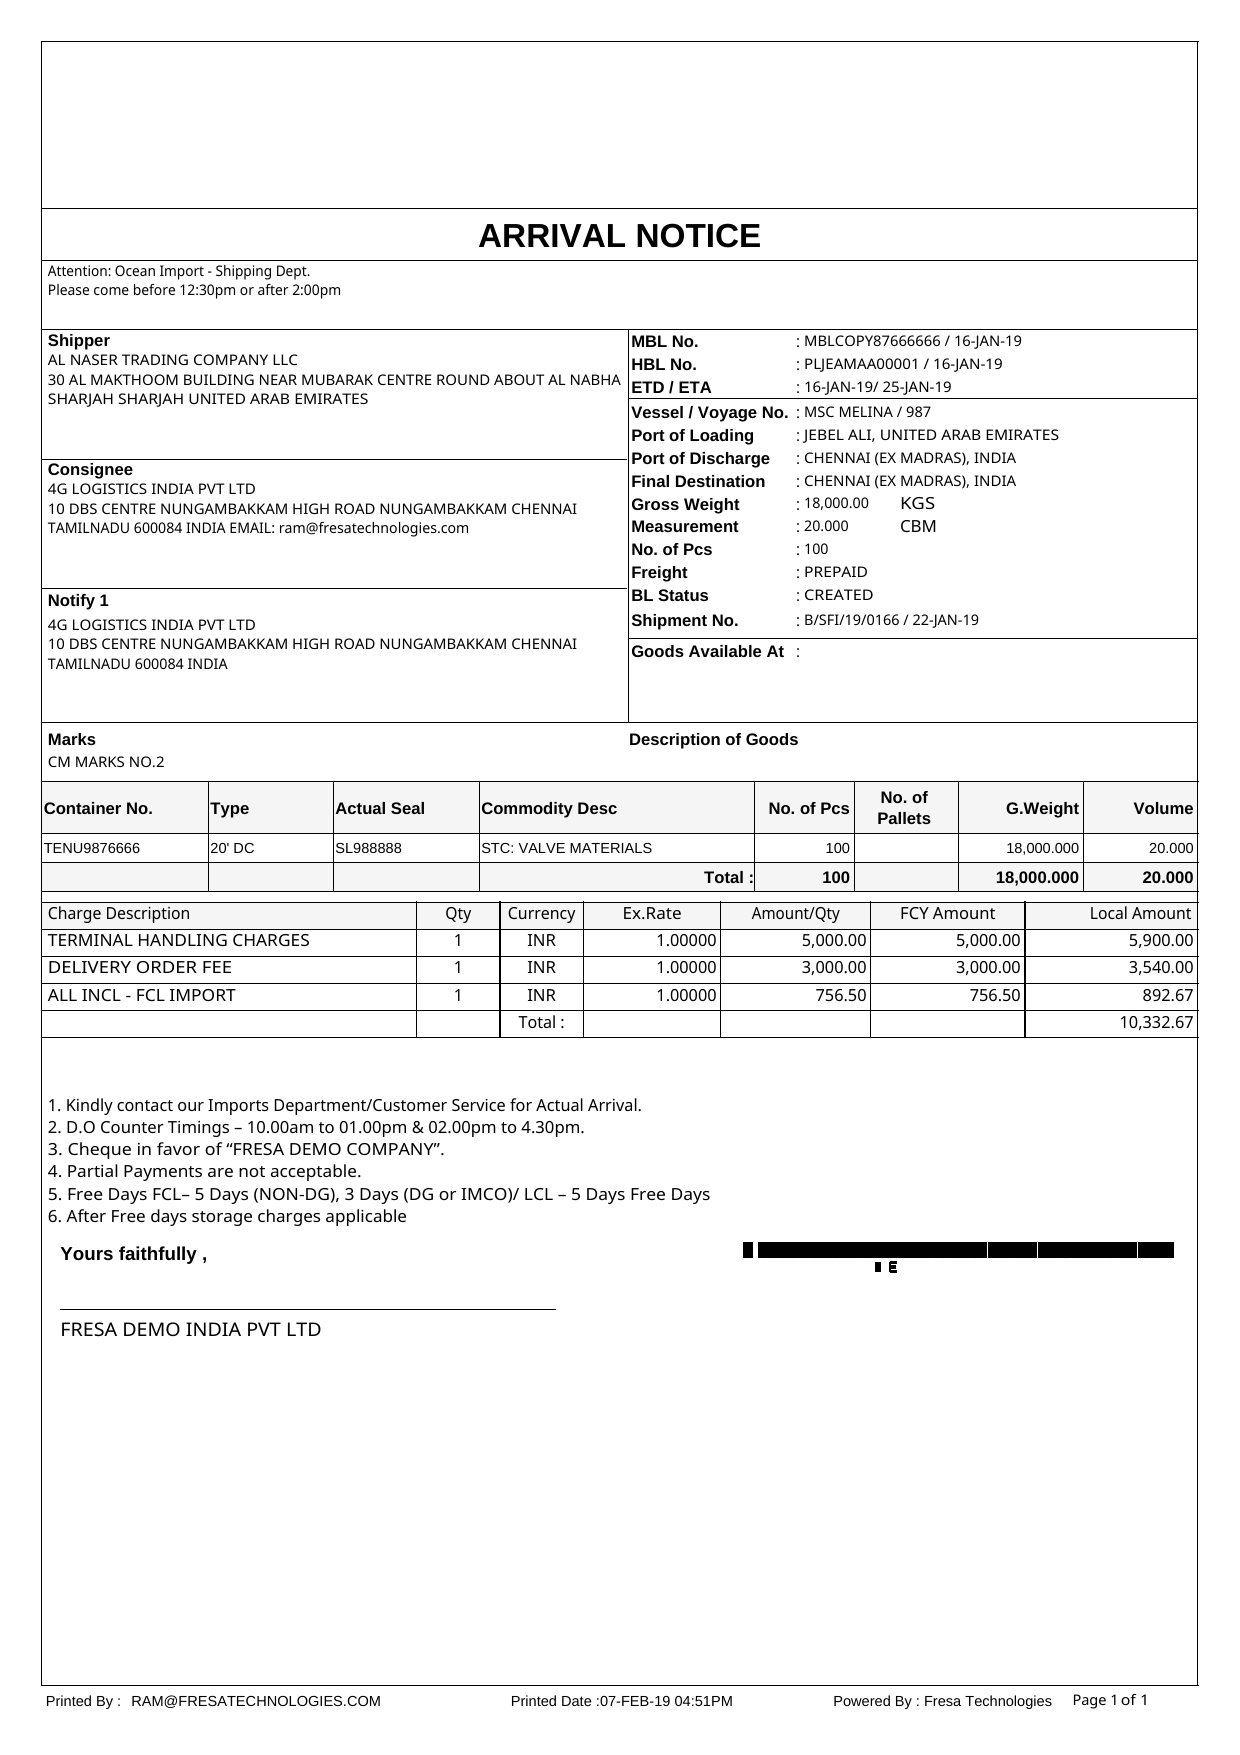 ARRIVAL NOTICE
Attention: Ocean Import - Shipping Dept.
Please come before 12:30pm or after 2:00pm
Shipper
AL NASER TRADING COMPANY LLC
30 AL MAKTHOOM BUILDING NEAR MUBARAK CENTRE ROUND ABOUT AL NABHA
SHARJAH SHARJAH UNITED ARAB EMIRATES
Consignee
4G LOGISTICS INDIA PVT LTD
10 DBS CENTRE NUNGAMBAKKAM HIGH ROAD NUNGAMBAKKAM CHENNAI
TAMILNADU 600084 INDIA EMAIL: ram@fresatechnologies.com
Notify 1
4G LOGISTICS INDIA PVT LTD
10 DBS CENTRE NUNGAMBAKKAM HIGH ROAD NUNGAMBAKKAM CHENNAI
TAMILNADU 600084 INDIA
MBL No. : MBLCOPY87666666 / 16-JAN-19
HBL No. : PLJEAMAA00001 / 16-JAN-19
ETD / ETA : 16-JAN-19/ 25-JAN-19
Vessel / Voyage No. : MSC MELINA / 987
Port of Loading : JEBEL ALI, UNITED ARAB EMIRATES
Port of Discharge : CHENNAI (EX MADRAS), INDIA
Final Destination : CHENNAI (EX MADRAS), INDIA
Gross Weight : 18,000.00 KGS
Measurement : 20.000 CBM
No. of Pcs : 100
Freight : PREPAID
BL Status : CREATED
Shipment No. : B/SFI/19/0166 / 22-JAN-19
Goods Available At :
Marks Description of Goods
CM MARKS NO.2
Container No. Type Actual Seal Commodity Desc No. of Pcs No. of Pallets G.Weight Volume
TENU9876666 20' DC SL988888 STC: VALVE MATERIALS 100 18,000.000 20.000
Total : 100 18,000.000 20.000
Charge Description Qty Currency Ex.Rate Amount/Qty FCY Amount Local Amount
TERMINAL HANDLING CHARGES 1 INR 1.00000 5,000.00 5,000.00 5,900.00
DELIVERY ORDER FEE 1 INR 1.00000 3,000.00 3,000.00 3,540.00
ALL INCL - FCL IMPORT 1 INR 1.00000 756.50 756.50 892.67
Total : 10,332.67
1. Kindly contact our Imports Department/Customer Service for Actual Arrival.
2. D.O Counter Timings – 10.00am to 01.00pm & 02.00pm to 4.30pm.
3. Cheque in favor of “FRESA DEMO COMPANY”.
4. Partial Payments are not acceptable.
5. Free Days FCL– 5 Days (NON-DG), 3 Days (DG or IMCO)/ LCL – 5 Days Free Days
6. After Free days storage charges applicable
Yours faithfully ,
FRESA DEMO INDIA PVT LTD
Printed By : RAM@FRESATECHNOLOGIES.COM Printed Date :07-FEB-19 04:51PM Powered By : Fresa Technologies Page 1 of 1